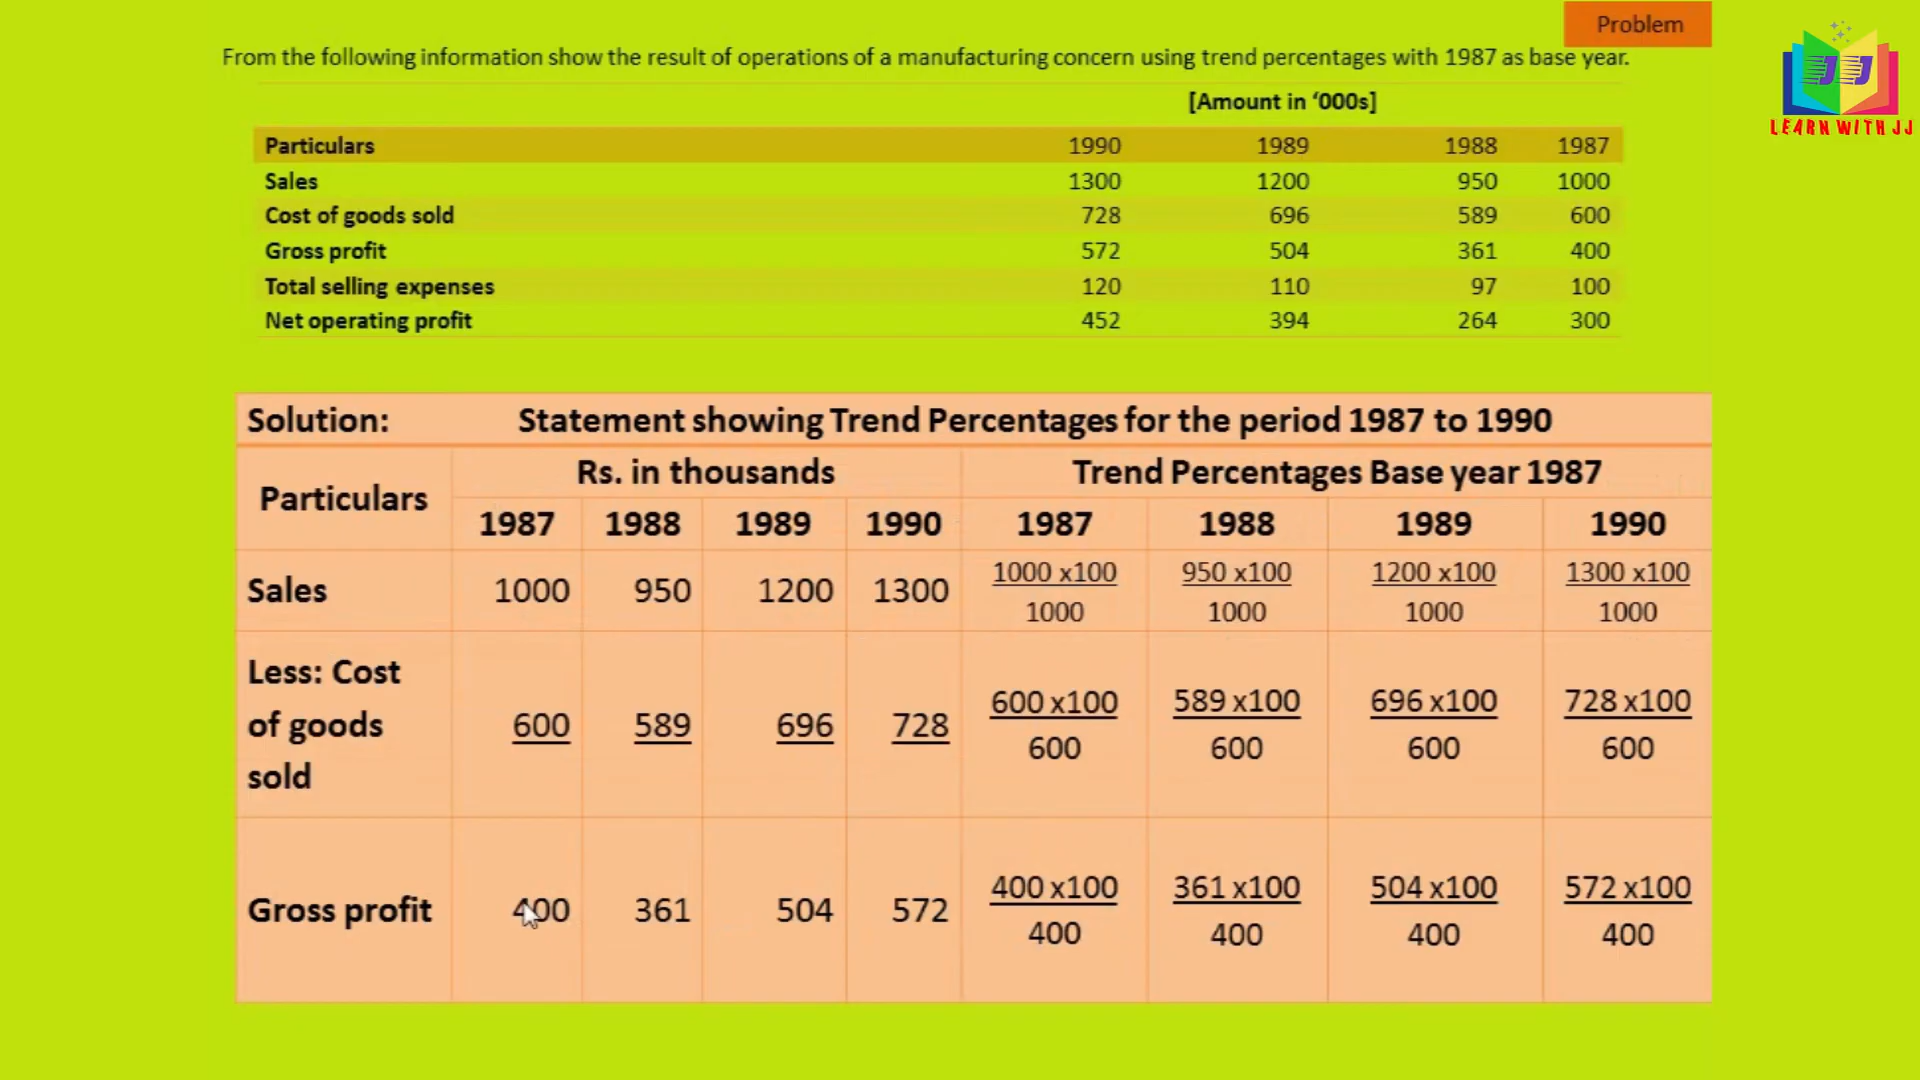 Problem
From the following information show the result of operations of a manufacturing concern using trend percentages with 1987 as base year.
[Amount in ‘000s]
Particulars 1990 1989 1988 1987
Sales 1300 1200 950 1000
Cost of goods sold 728 696 589 600
Gross profit 572 504 361 400
Total selling expenses 120 110 97 100
Net operating profit 452 394 264 300
JJ
LEARN WITH JJ
Solution: Statement showing Trend Percentages for the period 1987 to 1990
Particulars Rs. in thousands Trend Percentages Base year 1987
1987 1988 1989 1990 1987 1988 1989 1990
Sales 1000 950 1200 1300 1000 x100 950 x100 1200 x100 1300 x100
1000 1000 1000 1000
Less: Cost
of goods
sold
600 589 696 728 600 x100 589 x100 696 x100 728 x100
600 600 600 600
Gross profit 400 361 504 572 400 x100 361 x100 504 x100 572 x100
400 400 400 400